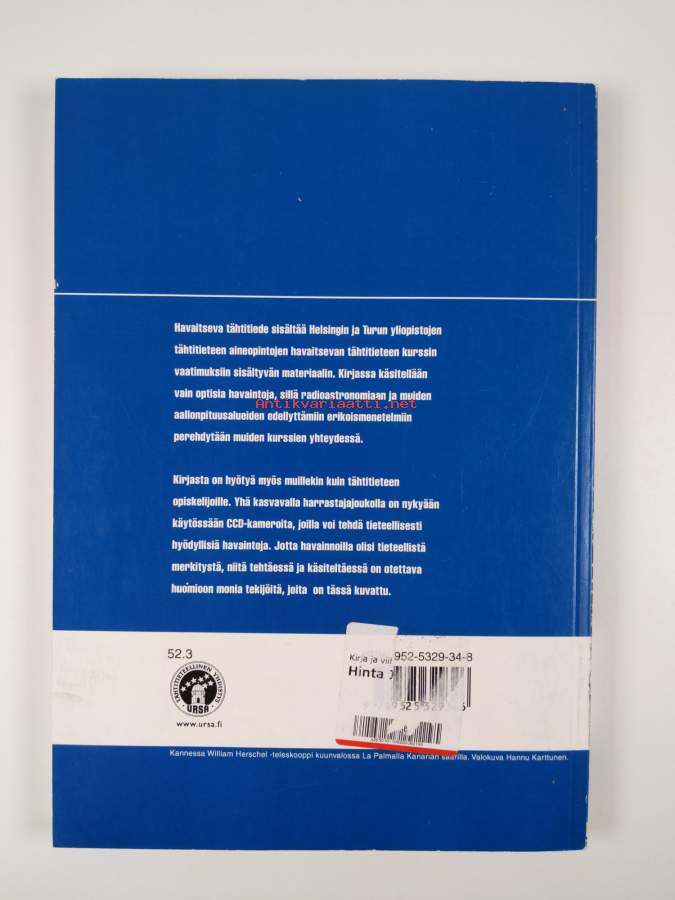 Havaitseva tähtitiede sisältää Helsingin ja Turun yliopistojen
tähtitieteen aineopintojen havaitsevan tähtitieteen kurssin
vaatimuksiin sisältyvän materiaalin. Kirjassa käsitellään
vain optisia havaintoja, sillä radioastronomiaan ja muiden
Antikvariaatti.net
aallonpituusalueiden edellyttämiin erikoismenetelmiin
perehdytään muiden kurssien yhteydessä.
Kirjasta on hyötyä myös muillekin kuin tähtitieteen
opiskelijoille. Yhä kasvavalla harrastajajoukolla on nykyään
käytössään CCD-kameroita, joilla voi tehdä tieteellisesti
hyödyllisiä havaintoja. Jotta havainnoilla olisi tieteellistä
merkitystä, niitä tehtäessä ja käsiteltäessä on otettava
huomioon monia tekijöitä, joita on tässä kuvattu.
52.3
TÄHTITIETEELLINEN YHDISTYS
URSA
www.ursa.fi
Kirja ja
952-5329-34-8
Hinta
Kannessa William Herschel -teleskooppi kuunvalossa La Palmalla Kanarian saarilla. Valokuva Hannu Karttunen.